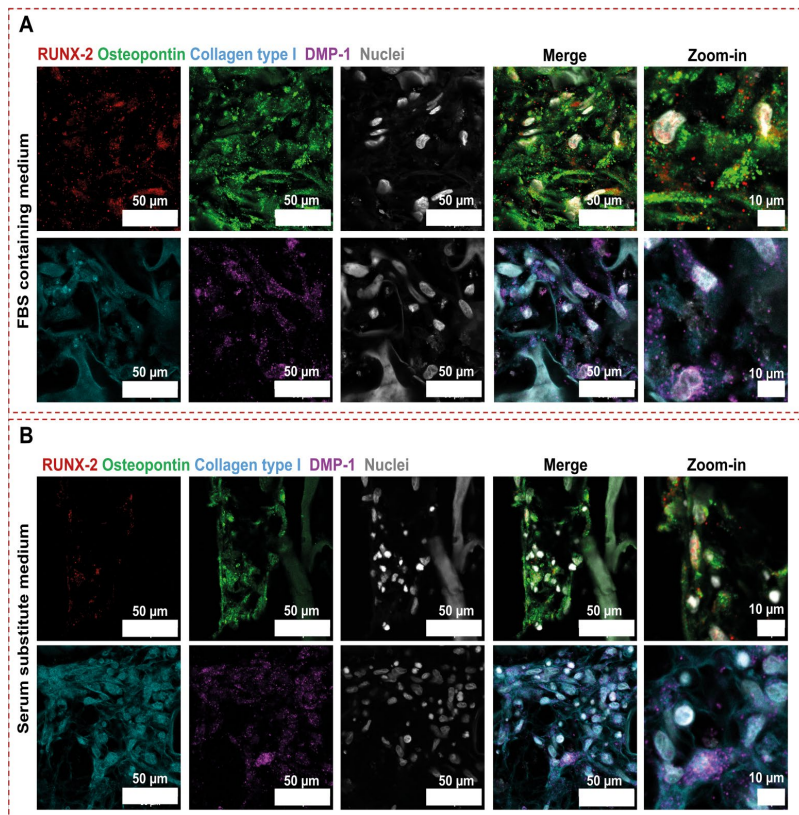 A
RUNX-2 Osteopontin Collagen type I DMP-1 Nuclei Merge Zoom-in
FBS containing medium
50 µm 50 µm 50 µm 50 µm 10 µm
50 µm 50 µm 50 µm 50 µm 10 µm
B
RUNX-2 Osteopontin Collagen type I DMP-1 Nuclei Merge Zoom-in
Serum substitute medium
50 µm 50 µm 50 µm 50 µm 10 µm
50 µm 50 µm 50 µm 50 µm 10 µm